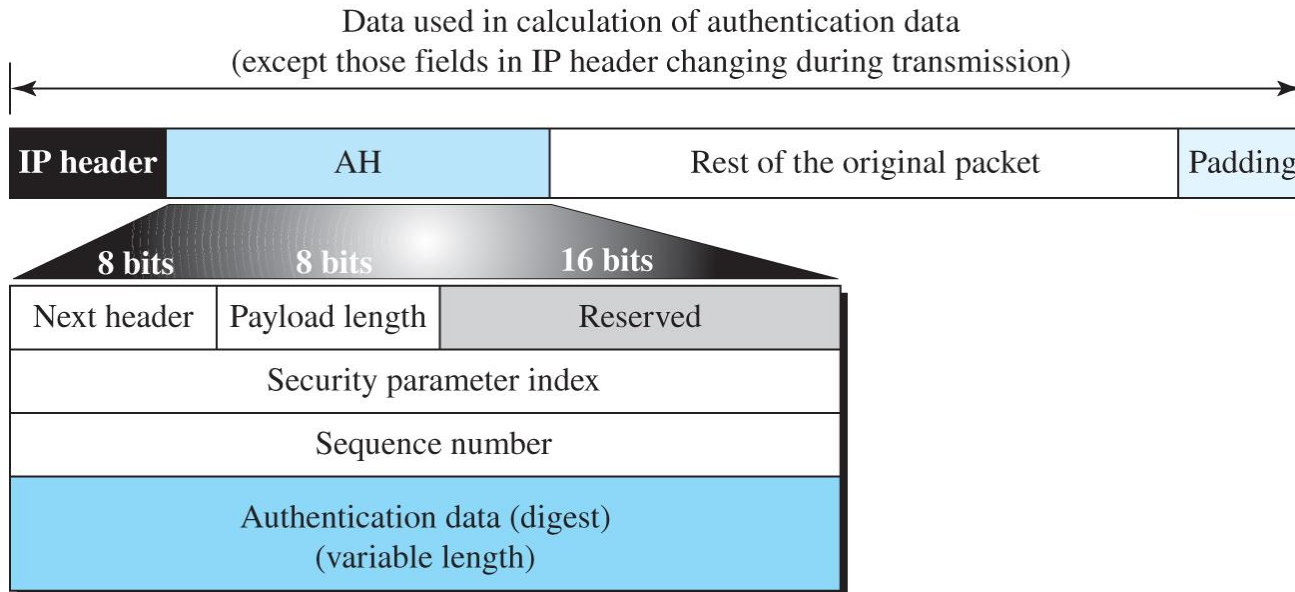 Data used in calculation of authentication data
(except those fields in IP header changing during transmission)
IP header AH Rest of the original packet Padding
8 bits 8 bits 16 bits
Next header Payload length Reserved
Security parameter index
Sequence number
Authentication data (digest)
(variable length)